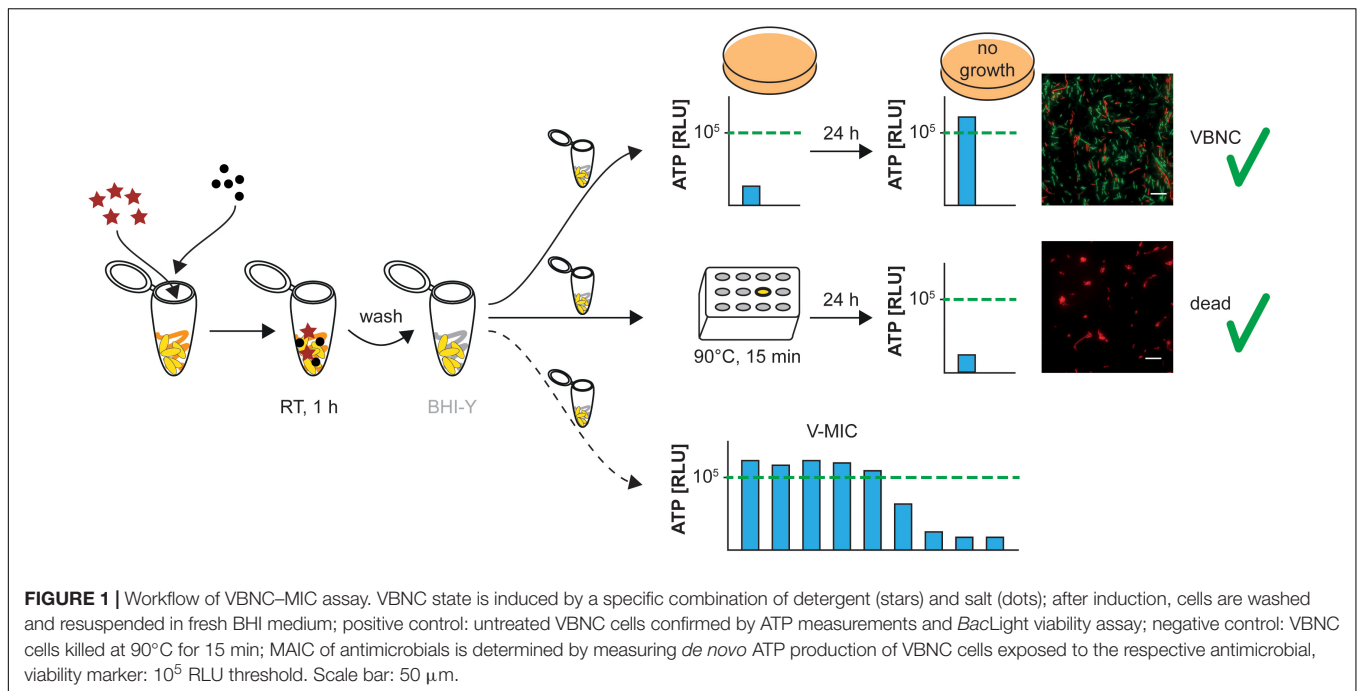 no
growth
ATP [RLU]
10⁵
24 h
ATP [RLU]
10⁵
VBNC
wash
RT, 1 h
BHI-Y
90°C, 15 min
24 h
ATP [RLU]
10⁵
dead
V-MIC
ATP [RLU]
10⁵
FIGURE 1 | Workflow of VBNC–MIC assay. VBNC state is induced by a specific combination of detergent (stars) and salt (dots); after induction, cells are washed
and resuspended in fresh BHI medium; positive control: untreated VBNC cells confirmed by ATP measurements and BacLight viability assay; negative control: VBNC
cells killed at 90°C for 15 min; MAIC of antimicrobials is determined by measuring de novo ATP production of VBNC cells exposed to the respective antimicrobial,
viability marker: 10⁵ RLU threshold. Scale bar: 50 μm.